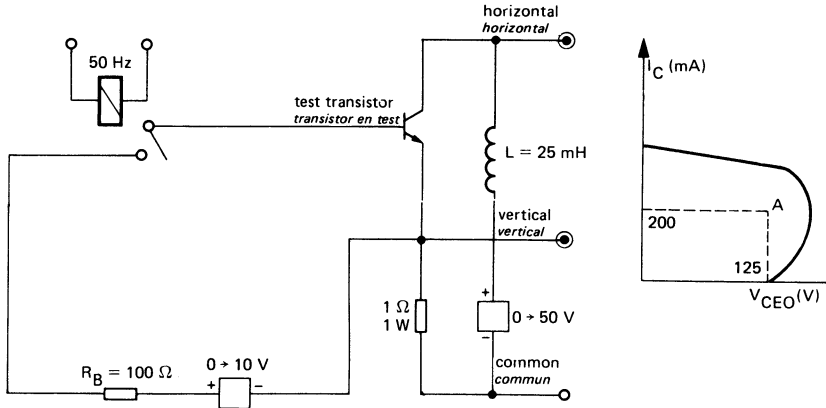 horizontal
horizontal
50 Hz
test transistor
transistor en test
L = 25 mH
vertical
vertical
1 Ω
1 W
+
0 → 50 V
−
R_B = 100 Ω
0 → 10 V
+ −
common
commun
I_C (mA)
A
200
125
V_CEO (V)